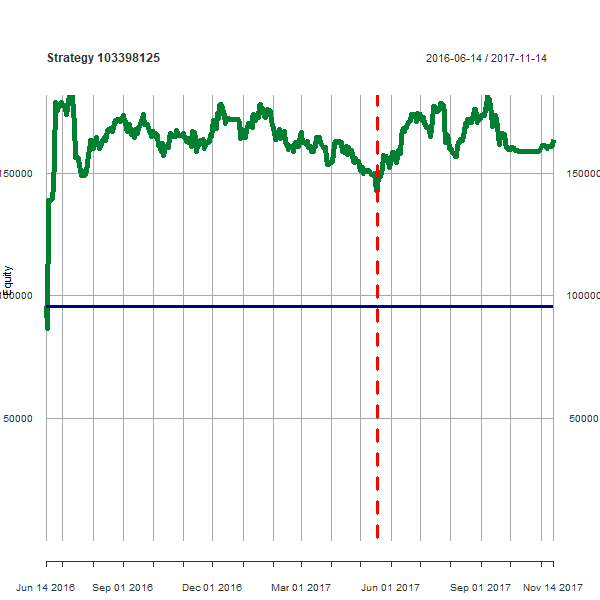 Strategy 103398125
2016-06-14 / 2017-11-14
150000 150000
Equity
100000 100000
50000 50000
Jun 14 2016 Sep 01 2016 Dec 01 2016 Mar 01 2017 Jun 01 2017 Sep 01 2017 Nov 14 2017